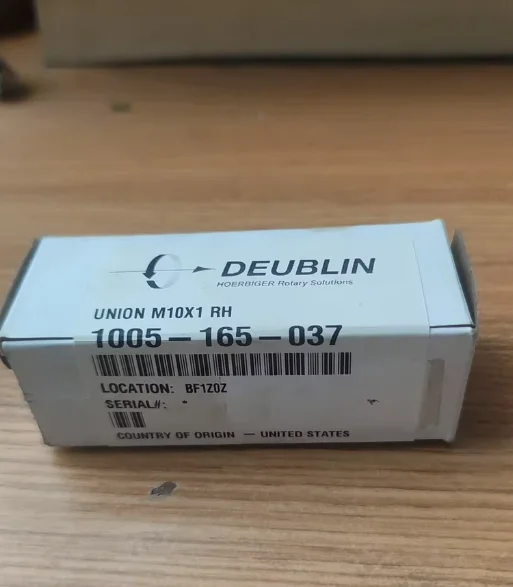 DEUBLIN
HOERBIGER Rotary Solutions
UNION M10X1 RH
1005-165-037
LOCATION: BF1Z0Z
SERIAL#: *
COUNTRY OF ORIGIN — UNITED STATES